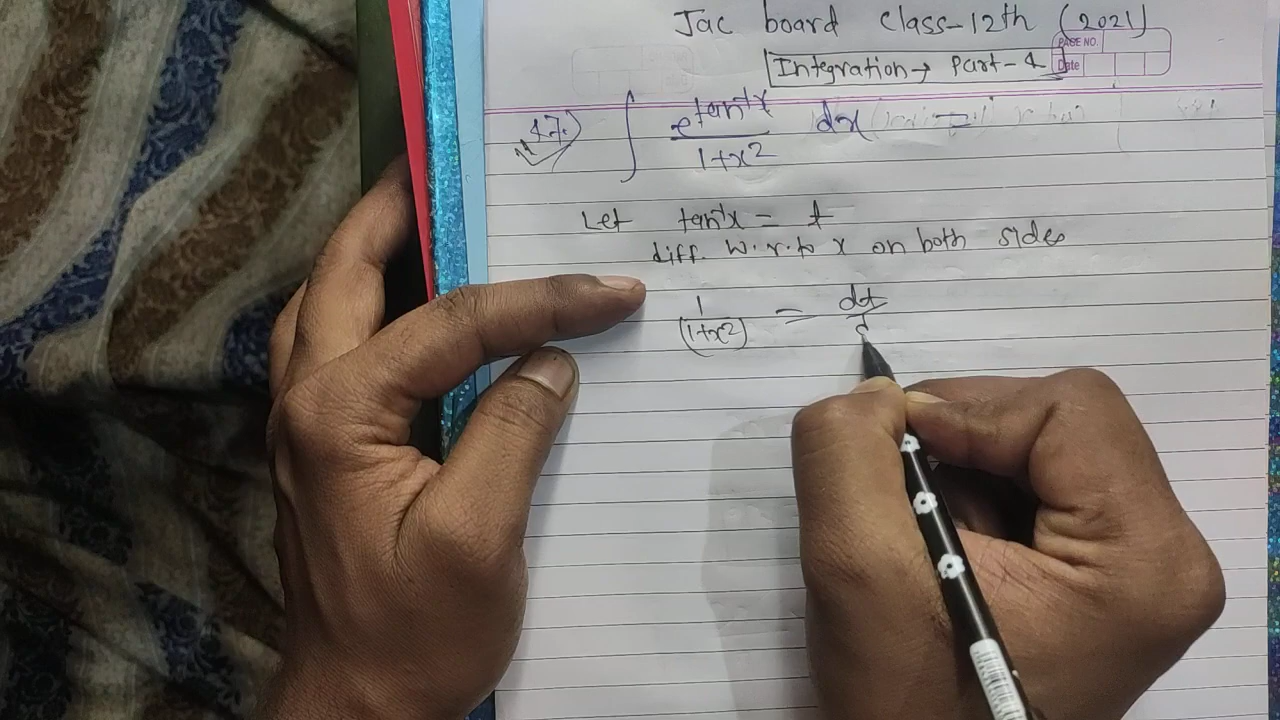 Jac board class-12th (2021)
PAGE NO.
Date
Integration → Part-4
∫ e^tan⁻¹x / 1+x² dx =
Let tan⁻¹x = t
diff. w.r.to x on both sides
1/(1+x²) = dt/d